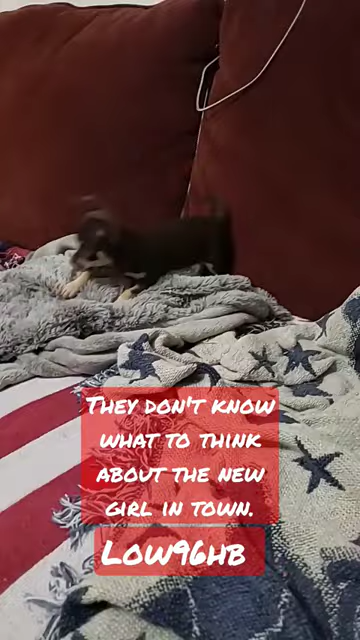 They don't know
what to think
about the new
girl in town.
Low96hb